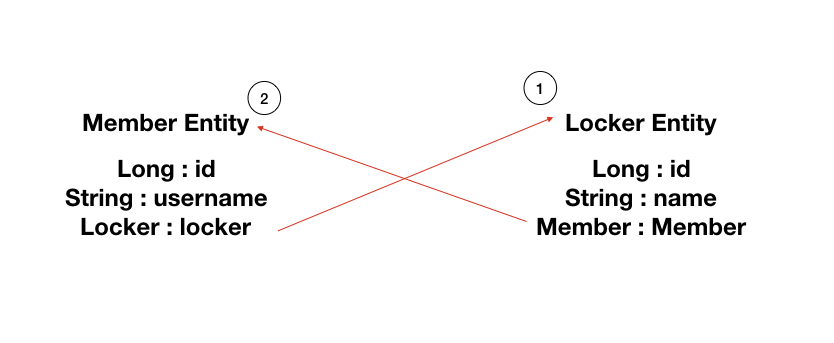 2
1
Member Entity
Locker Entity
Long : id
String : username
Locker : locker
Long : id
String : name
Member : Member